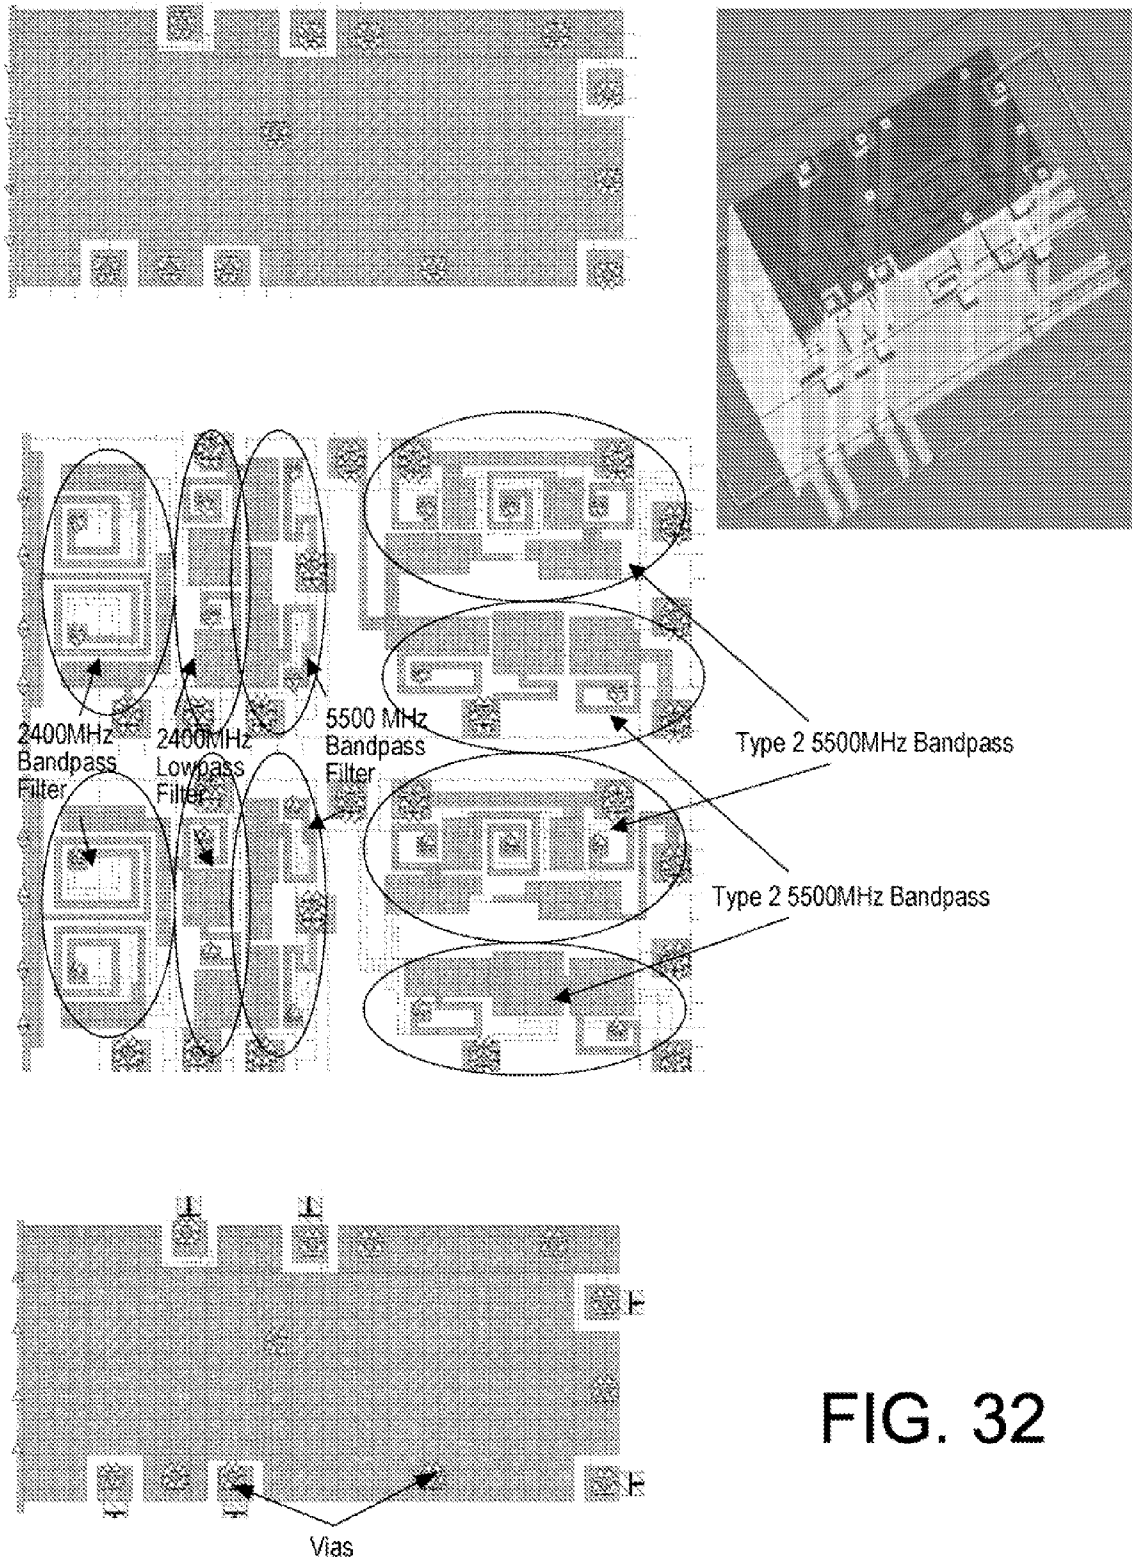 2400MHz
Bandpass
Filter
2400MHz
Lowpass
Filter
5500 MHz
Bandpass
Filter
Type 2 5500MHz Bandpass
Type 2 5500MHz Bandpass
FIG. 32
Vias